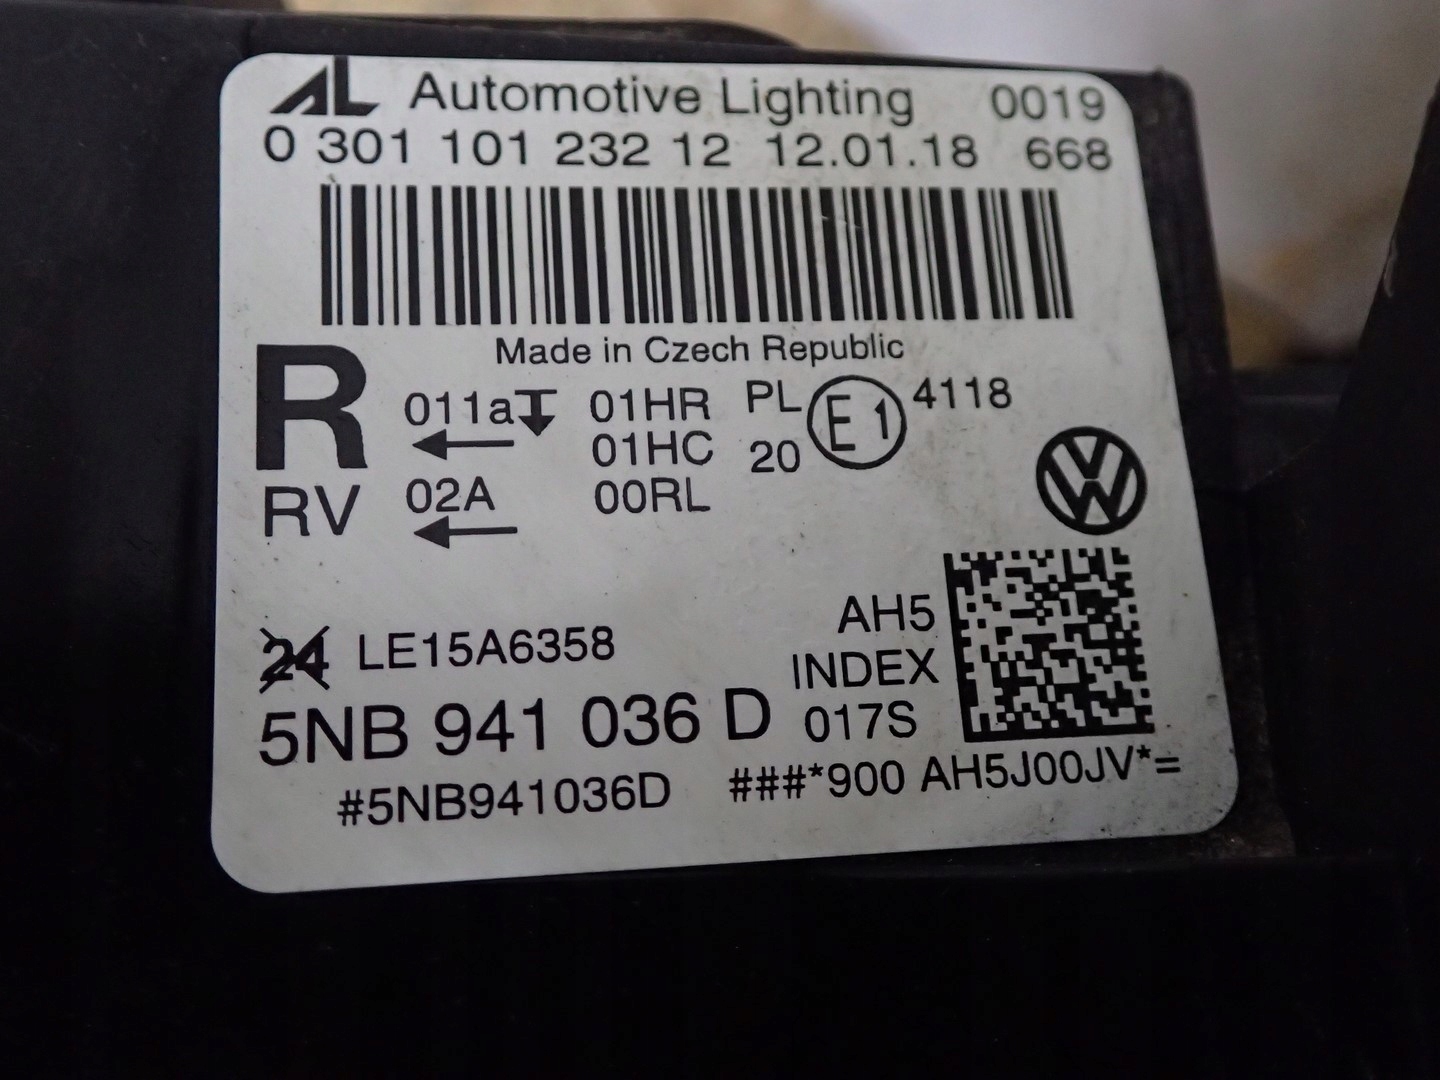 AL Automotive Lighting 0019
0 301 101 232 12 12.01.18 668
Made in Czech Republic
R 011a 01HR PL E1 4118
01HC 20
RV 02A 00RL
24 LE15A6358 AH5
INDEX
5NB 941 036 D 017S
#5NB941036D ###*900 AH5J00JV*=